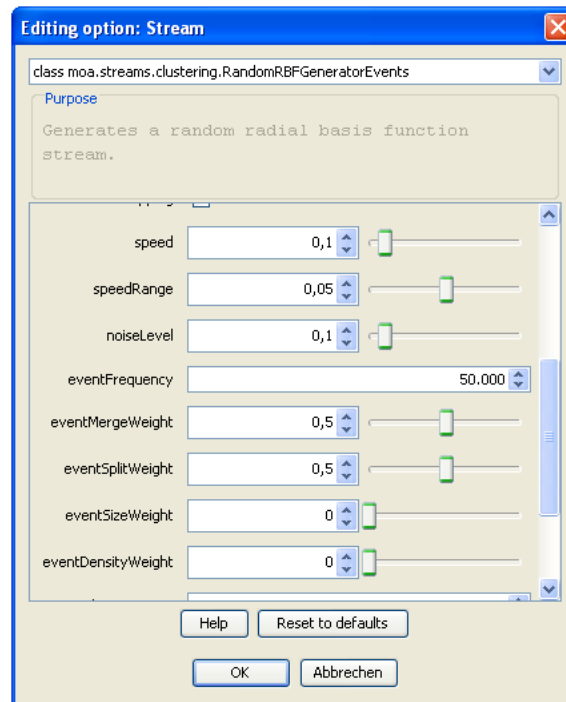 Editing option: Stream
class moa.streams.clustering.RandomRBFGeneratorEvents
Purpose
Generates a random radial basis function
stream.
speed 0,1
speedRange 0,05
noiseLevel 0,1
eventFrequency 50.000
eventMergeWeight 0,5
eventSplitWeight 0,5
eventSizeWeight 0
eventDensityWeight 0
Help Reset to defaults
OK Abbrechen